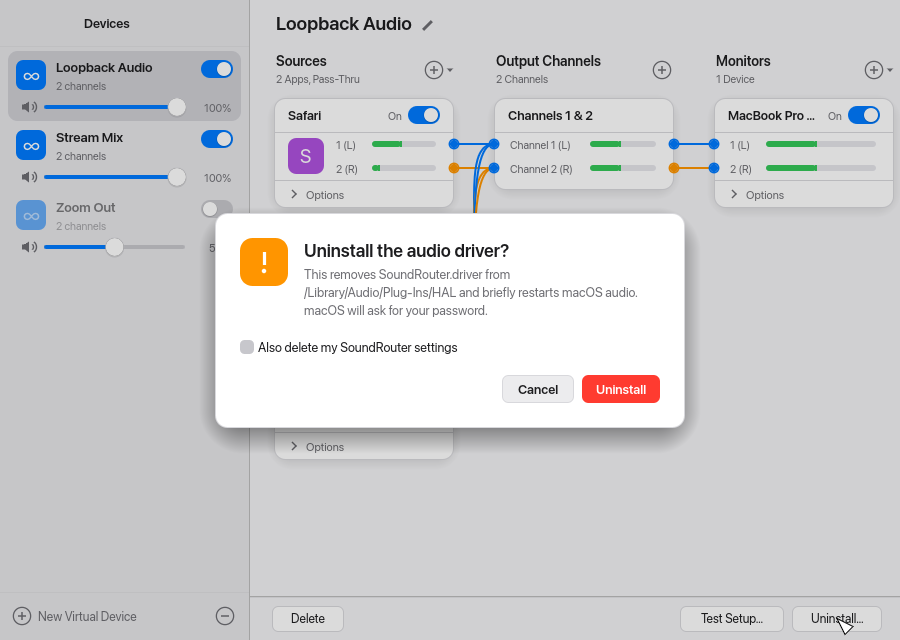 Devices
Loopback Audio
2 channels
100%
Stream Mix
2 channels
100%
Zoom Out
2 channels
5
New Virtual Device
Loopback Audio
Sources
2 Apps, Pass-Thru
Output Channels
2 Channels
Monitors
1 Device
Safari
On
S
1 (L)
2 (R)
Options
Channels 1 & 2
Channel 1 (L)
Channel 2 (R)
MacBook Pro ...
On
1 (L)
2 (R)
Options
Uninstall the audio driver?
This removes SoundRouter.driver from
/Library/Audio/Plug-Ins/HAL and briefly restarts macOS audio.
macOS will ask for your password.
Also delete my SoundRouter settings
Cancel
Uninstall
Options
Delete
Test Setup...
Uninstall...